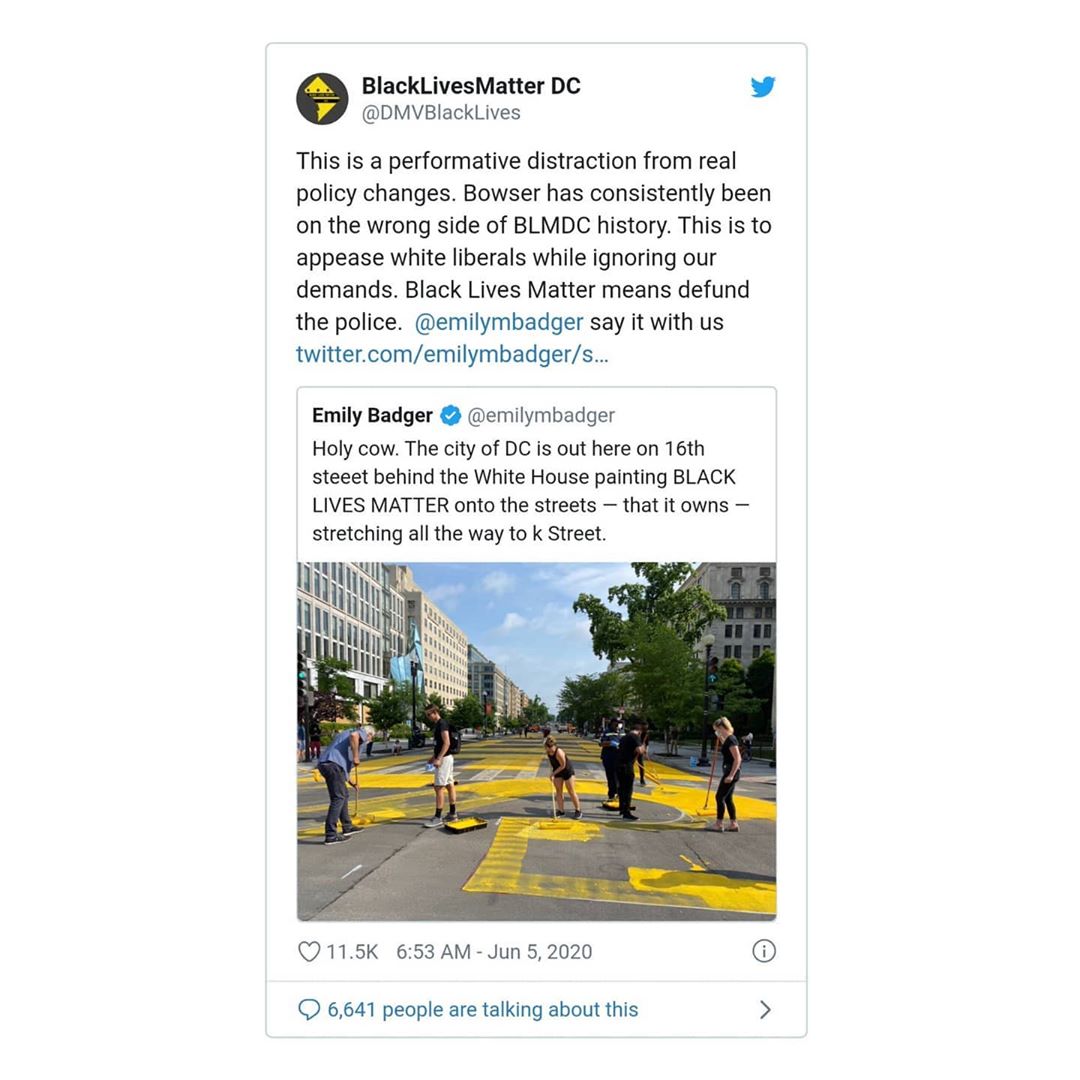 BlackLivesMatter DC
@DMVBlackLives
This is a performative distraction from real
policy changes. Bowser has consistently been
on the wrong side of BLMDC history. This is to
appease white liberals while ignoring our
demands. Black Lives Matter means defund
the police. @emilymbadger say it with us
twitter.com/emilymbadger/s...
Emily Badger @emilymbadger
Holy cow. The city of DC is out here on 16th
steeet behind the White House painting BLACK
LIVES MATTER onto the streets — that it owns —
stretching all the way to k Street.
11.5K 6:53 AM - Jun 5, 2020
6,641 people are talking about this